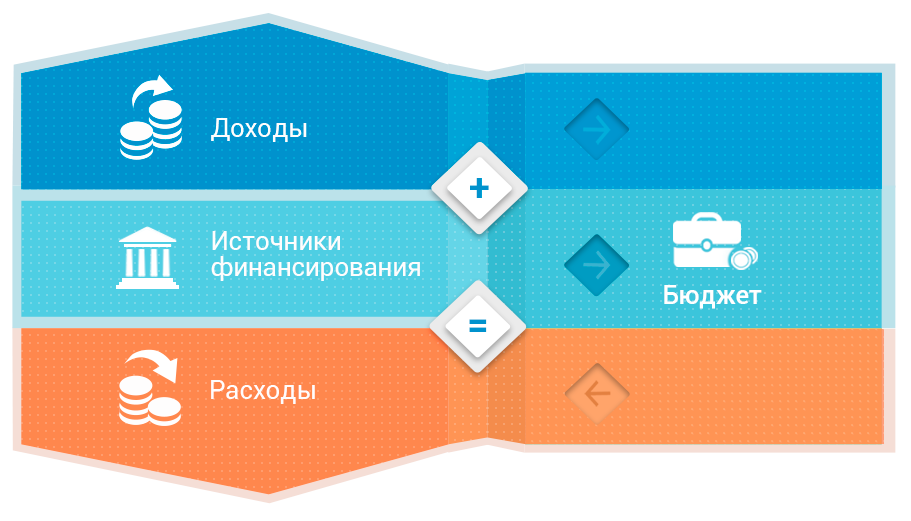 Доходы
+
Источники
финансирования
Бюджет
=
Расходы